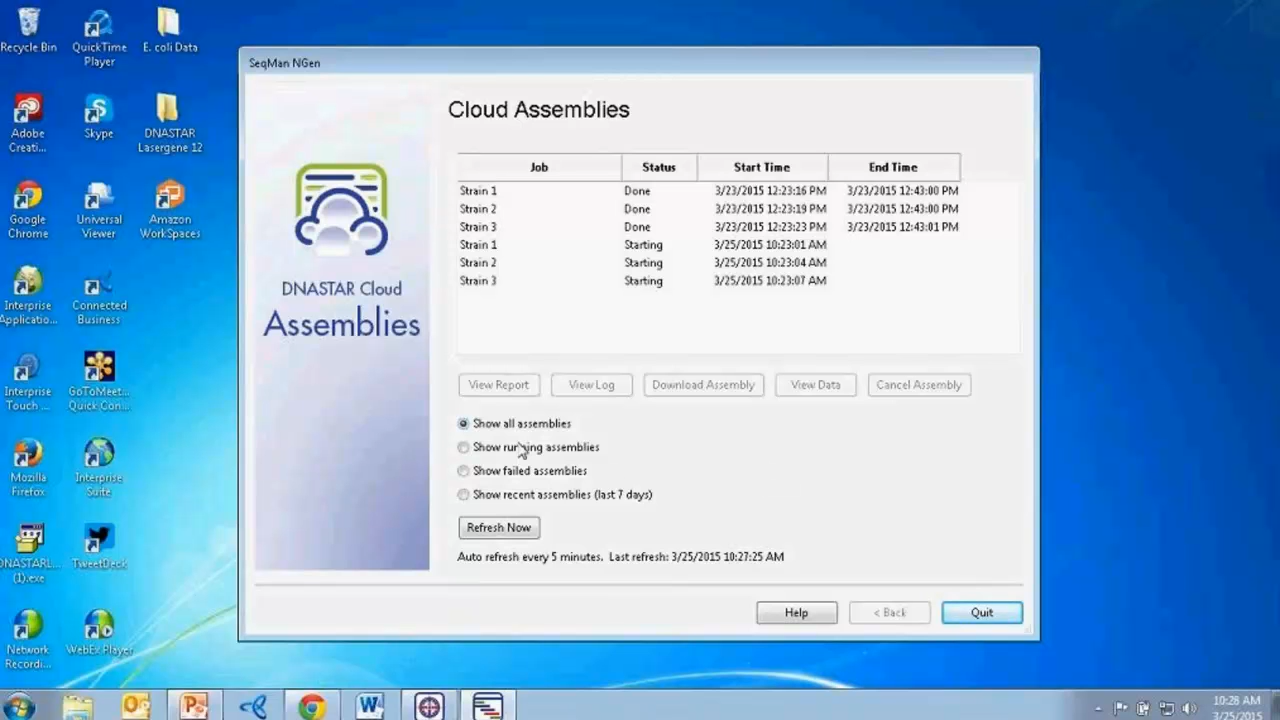 Recycle Bin
QuickTime
Player
E. coli Data
Adobe
Creati...
Skype
DNASTAR
Lasergene 12
Google
Chrome
Universal
Viewer
Amazon
WorkSpaces
Interprise
Applicatio...
Connected
Business
Interprise
Touch ...
GoToMeet...
Quick Con...
Mozilla
Firefox
Interprise
Suite
DNASTARL...
(1).exe
TweetDeck
Network
Recordi...
WebEx Player
SeqMan NGen
DNASTAR Cloud
Assemblies
Cloud Assemblies
Job Status Start Time End Time
Strain 1 Done 3/23/2015 12:23:16 PM 3/23/2015 12:43:00 PM
Strain 2 Done 3/23/2015 12:23:19 PM 3/23/2015 12:43:00 PM
Strain 3 Done 3/23/2015 12:23:23 PM 3/23/2015 12:43:01 PM
Strain 1 Starting 3/25/2015 10:23:01 AM
Strain 2 Starting 3/25/2015 10:23:04 AM
Strain 3 Starting 3/25/2015 10:23:07 AM
View Report View Log Download Assembly View Data Cancel Assembly
Show all assemblies
Show running assemblies
Show failed assemblies
Show recent assemblies (last 7 days)
Refresh Now
Auto refresh every 5 minutes. Last refresh: 3/25/2015 10:27:25 AM
Help < Back Quit
10:28 AM
3/25/2015